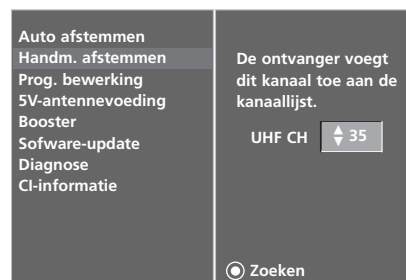 Auto afstemmen
Handm. afstemmen
Prog. bewerking
5V-antennevoeding
Booster
Sofware-update
Diagnose
CI-informatie
De ontvanger voegt
dit kanaal toe aan de
kanaallijst.
UHF CH 35
Zoeken